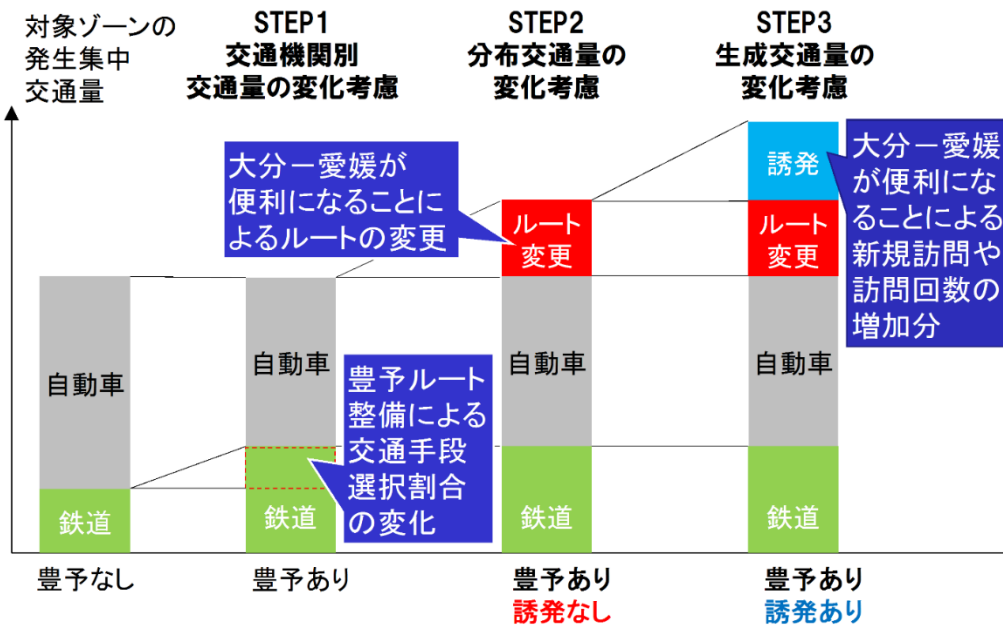 対象ゾーンの
発生集中
交通量
STEP1
交通機関別
交通量の変化考慮
STEP2
分布交通量の
変化考慮
STEP3
生成交通量の
変化考慮
大分－愛媛が
便利になることに
よるルートの変更
ルート
変更
誘発
ルート
変更
大分－愛媛
が便利にな
ることによる
新規訪問や
訪問回数の
増加分
自動車
自動車
自動車
自動車
豊予ルート
整備による
交通手段
選択割合
の変化
鉄道
鉄道
鉄道
鉄道
豊予なし
豊予あり
豊予あり
誘発なし
豊予あり
誘発あり